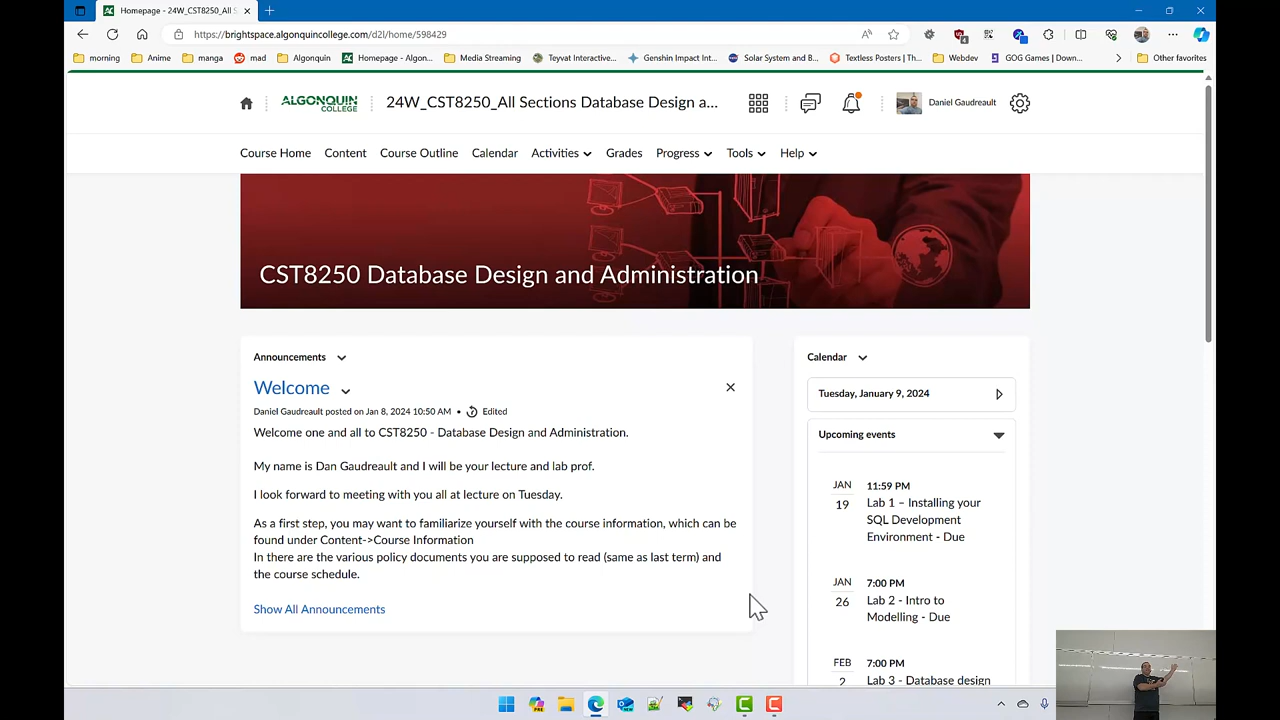 Homepage - 24W_CST8250_All S
https://brightspace.algonquincollege.com/d2l/home/598429
morning Anime manga mad Algonquin Homepage - Algon... Media Streaming Teyvat Interactive... Genshin Impact Int... Solar System and B... Textless Posters | Th... Webdev GOG Games | Down... Other favorites
ALGONQUIN COLLEGE 24W_CST8250_All Sections Database Design a... Daniel Gaudreault
Course Home Content Course Outline Calendar Activities Grades Progress Tools Help
CST8250 Database Design and Administration
Announcements
Welcome
Daniel Gaudreault posted on Jan 8, 2024 10:50 AM • Edited
Welcome one and all to CST8250 - Database Design and Administration.
My name is Dan Gaudreault and I will be your lecture and lab prof.
I look forward to meeting with you all at lecture on Tuesday.
As a first step, you may want to familiarize yourself with the course information, which can be
found under Content->Course Information
In there are the various policy documents you are supposed to read (same as last term) and
the course schedule.
Show All Announcements
Calendar
Tuesday, January 9, 2024
Upcoming events
JAN 11:59 PM
19 Lab 1 – Installing your
SQL Development
Environment - Due
JAN 7:00 PM
26 Lab 2 - Intro to
Modelling - Due
FEB 7:00 PM
2 Lab 3 - Database design